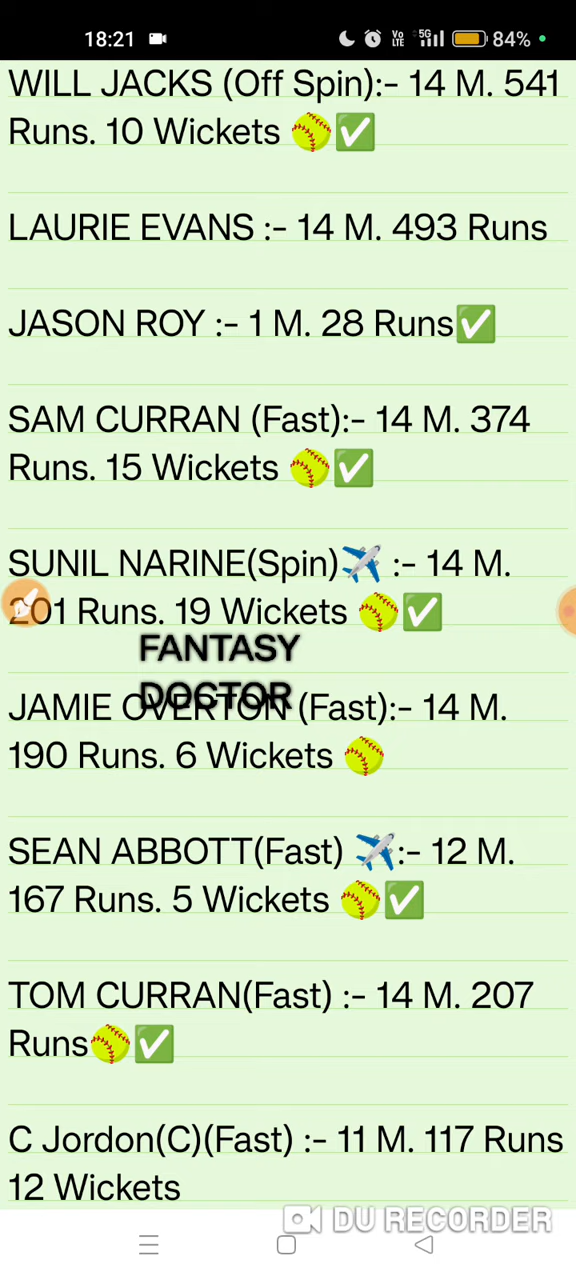 18:21 Vo LTE 5G 84%
WILL JACKS (Off Spin):- 14 M. 541
Runs. 10 Wickets 🥎✅
LAURIE EVANS :- 14 M. 493 Runs
JASON ROY :- 1 M. 28 Runs✅
SAM CURRAN (Fast):- 14 M. 374
Runs. 15 Wickets 🥎✅
SUNIL NARINE(Spin)✈️ :- 14 M.
201 Runs. 19 Wickets 🥎✅
FANTASY
DOCTOR
JAMIE OVERTON (Fast):- 14 M.
190 Runs. 6 Wickets 🥎
SEAN ABBOTT(Fast) ✈️:- 12 M.
167 Runs. 5 Wickets 🥎✅
TOM CURRAN(Fast) :- 14 M. 207
Runs🥎✅
C Jordon(C)(Fast) :- 11 M. 117 Runs
12 Wickets
DU RECORDER